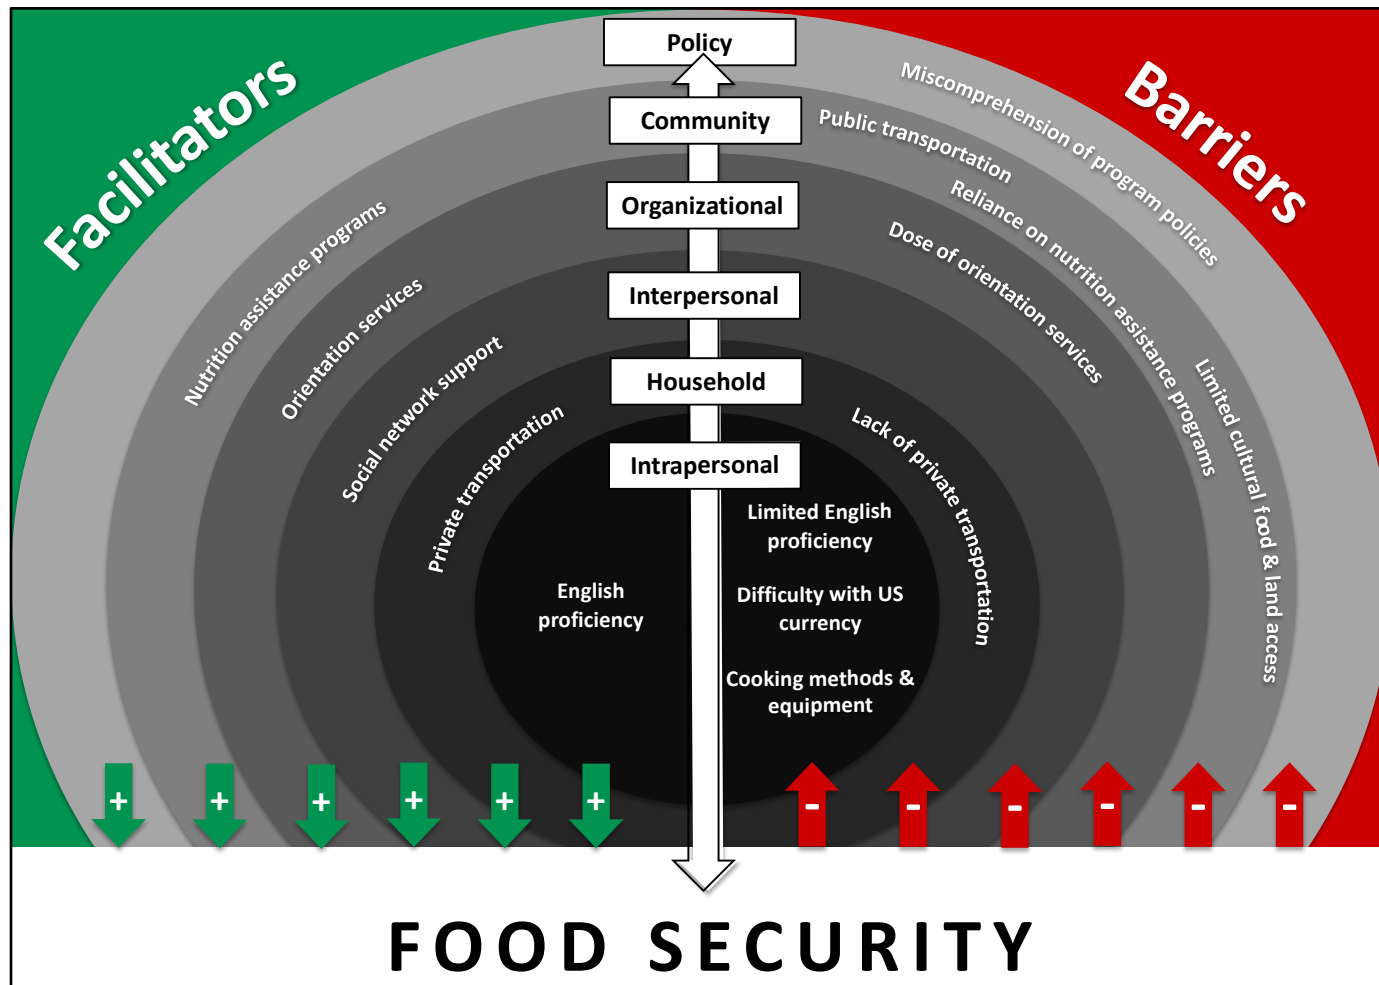 Facilitators
Barriers
Policy
Community
Organizational
Interpersonal
Household
Intrapersonal
Nutrition assistance programs
Orientation services
Social network support
Private transportation
English
proficiency
Miscomprehension of program policies
Public transportation
Reliance on nutrition assistance programs
Limited cultural food & land access
Dose of orientation services
Lack of private transportation
Limited English
proficiency
Difficulty with US
currency
Cooking methods &
equipment
+ + + + + +
- - - - - -
FOOD SECURITY